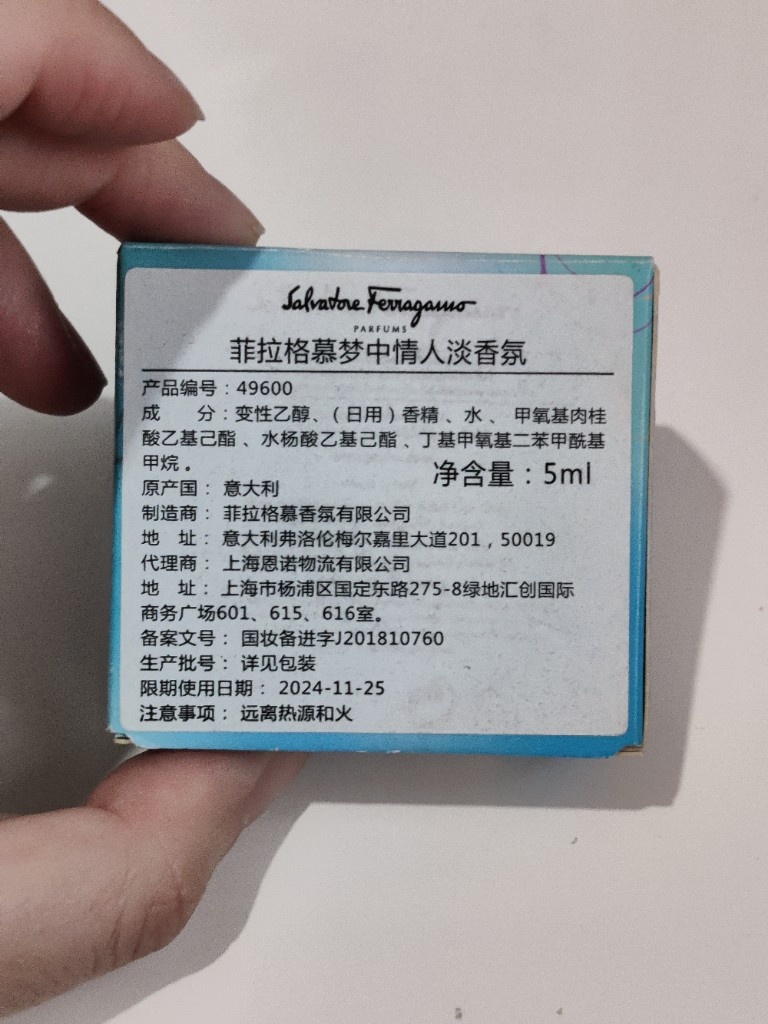 Salvatore Ferragamo
PARFUMS
菲拉格慕梦中情人淡香氛
产品编号：49600
成　　分：变性乙醇、（日用）香精、水、 甲氧基肉桂
酸乙基己酯、水杨酸乙基己酯、丁基甲氧基二苯甲酰基
甲烷。
净含量：5ml
原产国： 意大利
制造商： 菲拉格慕香氛有限公司
地　址： 意大利弗洛伦梅尔嘉里大道201，50019
代理商： 上海恩诺物流有限公司
地　址： 上海市杨浦区国定东路275-8绿地汇创国际
商务广场601、615、616室。
备案文号： 国妆备进字J201810760
生产批号： 详见包装
限期使用日期： 2024-11-25
注意事项： 远离热源和火